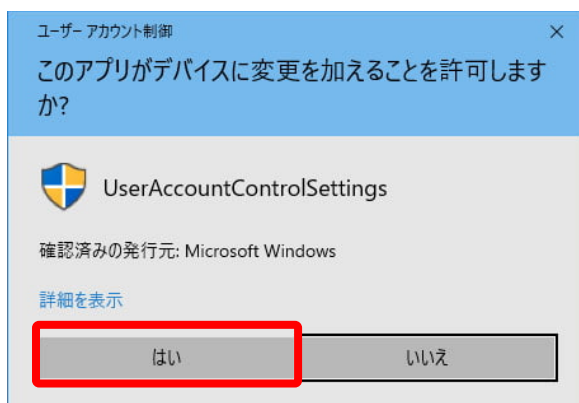 ユーザー アカウント制御
このアプリがデバイスに変更を加えることを許可します
か?
UserAccountControlSettings
確認済みの発行元: Microsoft Windows
詳細を表示
はい
いいえ